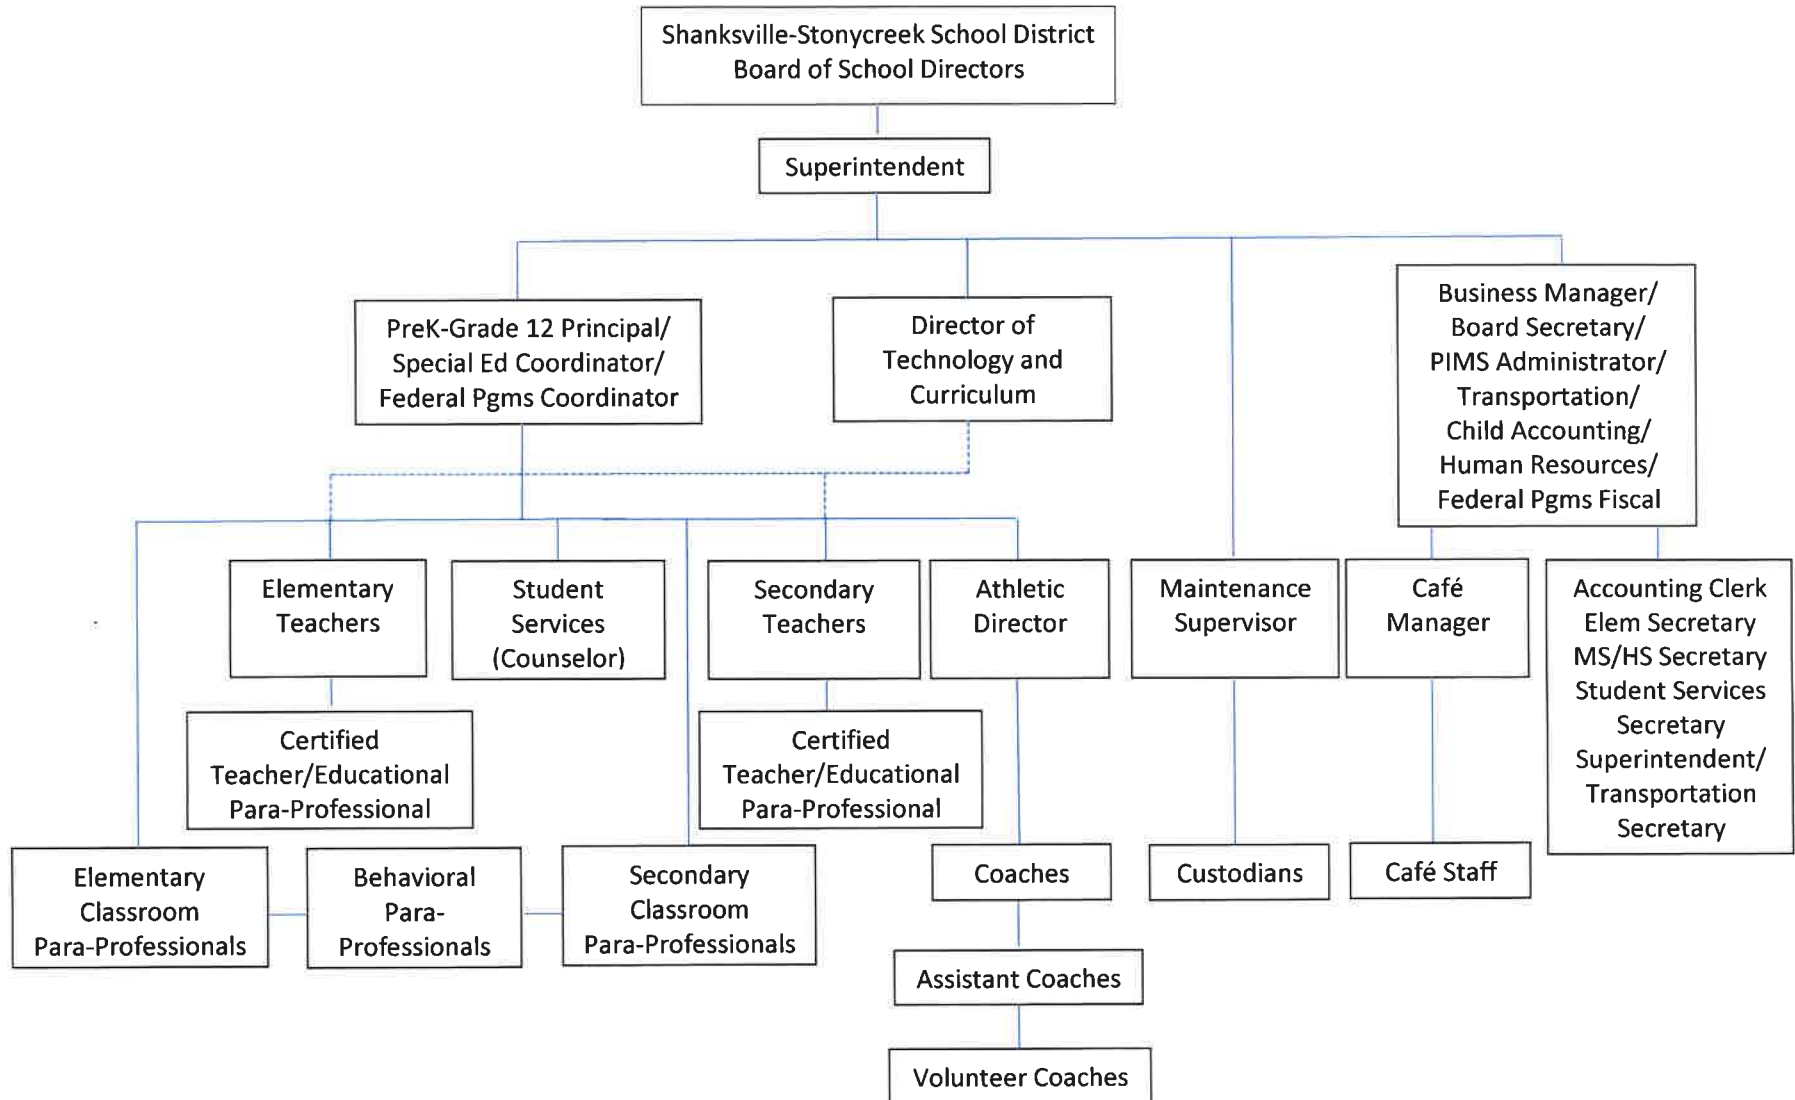 Shanksville-Stonycreek School District
Board of School Directors
Superintendent
PreK-Grade 12 Principal/
Special Ed Coordinator/
Federal Pgms Coordinator
Director of
Technology and
Curriculum
Business Manager/
Board Secretary/
PIMS Administrator/
Transportation/
Child Accounting/
Human Resources/
Federal Pgms Fiscal
Elementary
Teachers
Student
Services
(Counselor)
Secondary
Teachers
Athletic
Director
Maintenance
Supervisor
Café
Manager
Accounting Clerk
Elem Secretary
MS/HS Secretary
Student Services
Secretary
Superintendent/
Transportation
Secretary
Certified
Teacher/Educational
Para-Professional
Certified
Teacher/Educational
Para-Professional
Elementary
Classroom
Para-Professionals
Behavioral
Para-
Professionals
Secondary
Classroom
Para-Professionals
Coaches
Custodians
Café Staff
Assistant Coaches
Volunteer Coaches